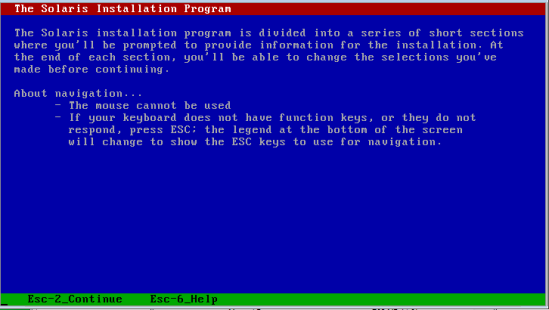 The Solaris Installation Program
The Solaris installation program is divided into a series of short sections
where you'll be prompted to provide information for the installation. At
the end of each section, you'll be able to change the selections you've
made before continuing.
About navigation...
- The mouse cannot be used
- If your keyboard does not have function keys, or they do not
respond, press ESC; the legend at the bottom of the screen
will change to show the ESC keys to use for navigation.
Esc-2_Continue Esc-6_Help